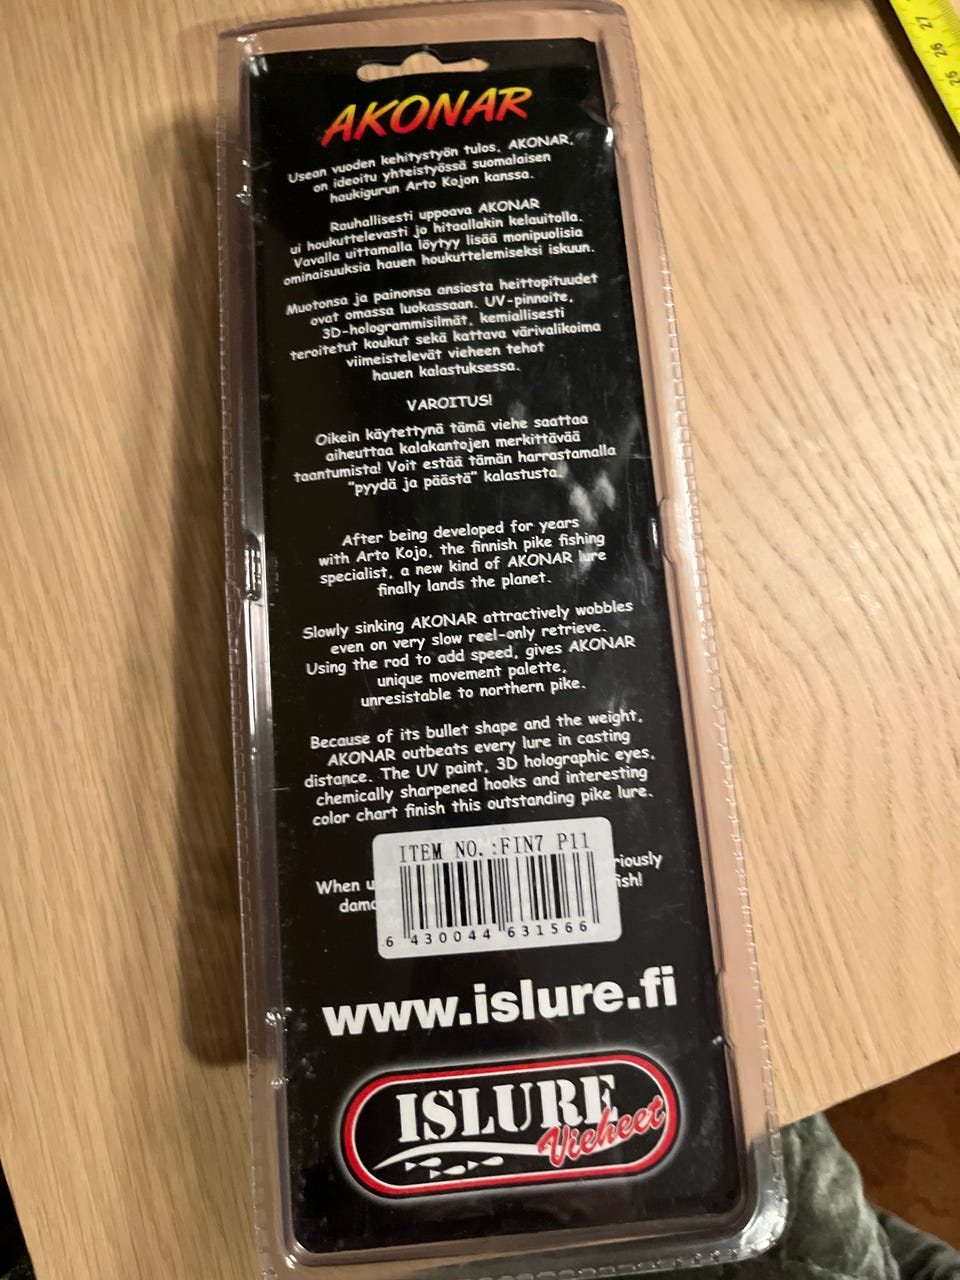 AKONAR
Usean vuoden kehitystyön tulos, AKONAR,
on ideoitu yhteistyössä suomalaisen
haukigurun Arto Kojon kanssa.
Rauhallisesti uppoava AKONAR
ui houkuttelevasti jo hitaallakin kelauitolla.
Vavalla uittamalla löytyy lisää monipuolisia
ominaisuuksia hauen houkuttelemiseksi iskuun.
Muotonsa ja painonsa ansiosta heittopituudet
ovat omassa luokassaan. UV-pinnoite,
3D-hologrammisilmät, kemiallisesti
teroitetut koukut sekä kattava värivalikoima
viimeistelevät vieheen tehot
hauen kalastuksessa.
VAROITUS!
Oikein käytettynä tämä viehe saattaa
aiheuttaa kalakantojen merkittävää
taantumista! Voit estää tämän harrastamalla
"pyydä ja päästä" kalastusta.
After being developed for years
with Arto Kojo, the finnish pike fishing
specialist, a new kind of AKONAR lure
finally lands the planet.
Slowly sinking AKONAR attractively wobbles
even on very slow reel-only retrieve.
Using the rod to add speed, gives AKONAR
unique movement palette,
unresistable to northern pike.
Because of its bullet shape and the weight,
AKONAR outbeats every lure in casting
distance. The UV paint, 3D holographic eyes,
chemically sharpened hooks and interesting
color chart finish this outstanding pike lure.
ITEM NO.:FIN7 P11
When u riously
damag fish!
6 430044 631566
www.islure.fi
ISLURE
Vieheet
27
26
25